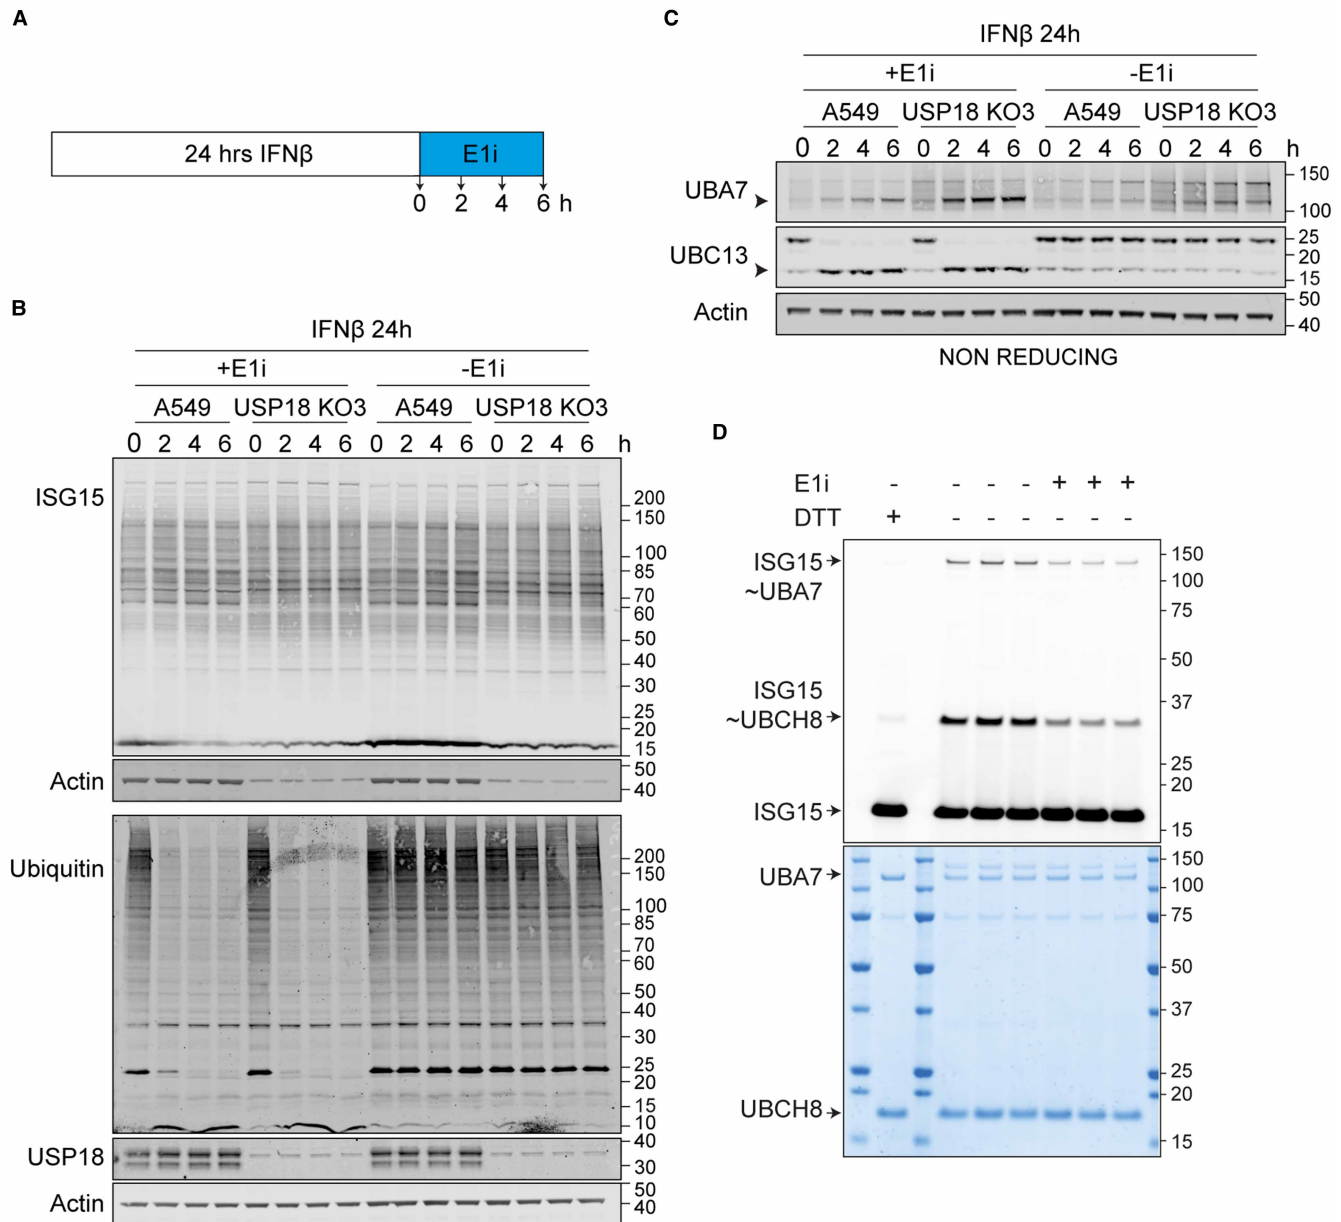 A
24 hrs IFNβ
E1i
0 2 4 6 h
B
IFNβ 24h
+E1i -E1i
A549 USP18 KO3 A549 USP18 KO3
0 2 4 6 0 2 4 6 0 2 4 6 0 2 4 6 h
ISG15
200
150
100
85
70
60
50
40
30
25
20
15
Actin
50
40
Ubiquitin
200
150
100
85
70
60
50
40
30
25
20
15
10
USP18
40
30
Actin
50
40
C
IFNβ 24h
+E1i -E1i
A549 USP18 KO3 A549 USP18 KO3
0 2 4 6 0 2 4 6 0 2 4 6 0 2 4 6 h
UBA7
150
100
UBC13
25
20
15
Actin
50
40
NON REDUCING
D
E1i - - - - + + +
DTT + - - - - - -
ISG15
~UBA7
ISG15
~UBCH8
ISG15
150
100
75
50
37
25
20
15
UBA7
UBCH8
150
100
75
50
37
25
20
15